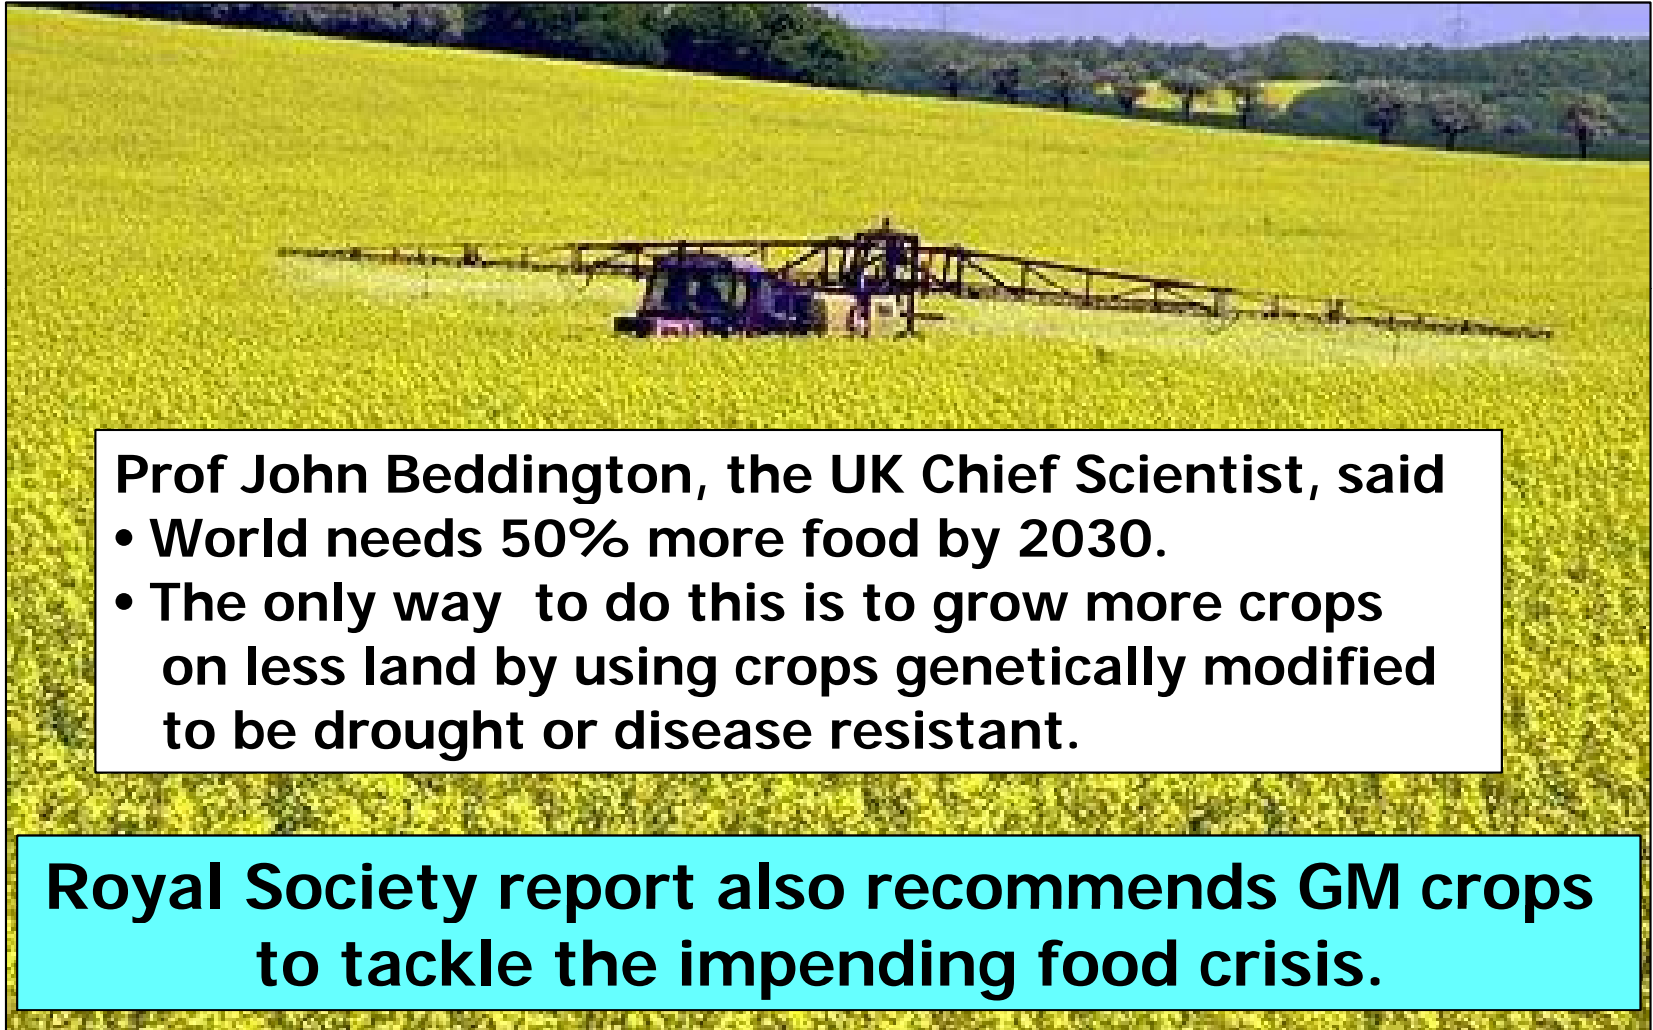 Prof John Beddington, the UK Chief Scientist, said
• World needs 50% more food by 2030.
• The only way  to do this is to grow more crops
on less land by using crops genetically modified
to be drought or disease resistant.
Royal Society report also recommends GM crops
to tackle the impending food crisis.